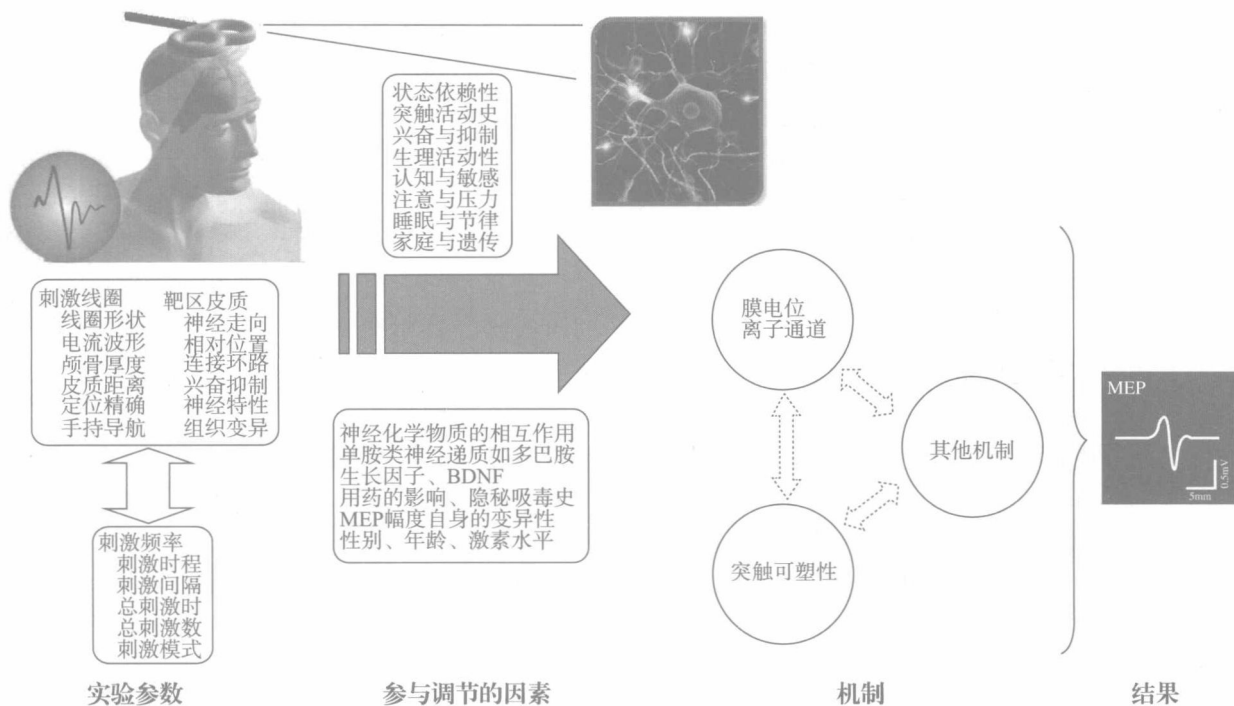 状态依赖性
突触活动史
兴奋与抑制
生理活动性
认知与敏感
注意与压力
睡眠与节律
家庭与遗传
刺激线圈
线圈形状
电流波形
颅骨厚度
皮质距离
定位精确
手持导航
靶区皮质
神经走向
相对位置
连接环路
兴奋抑制
神经特性
组织变异
刺激频率
刺激时程
刺激间隔
总刺激时
总刺激数
刺激模式
神经化学物质的相互作用
单胺类神经递质如多巴胺
生长因子、BDNF
用药的影响、隐秘吸毒史
MEP幅度自身的变异性
性别、年龄、激素水平
膜电位
离子通道
其他机制
突触可塑性
MEP
0.5mV
5mm
实验参数
参与调节的因素
机制
结果